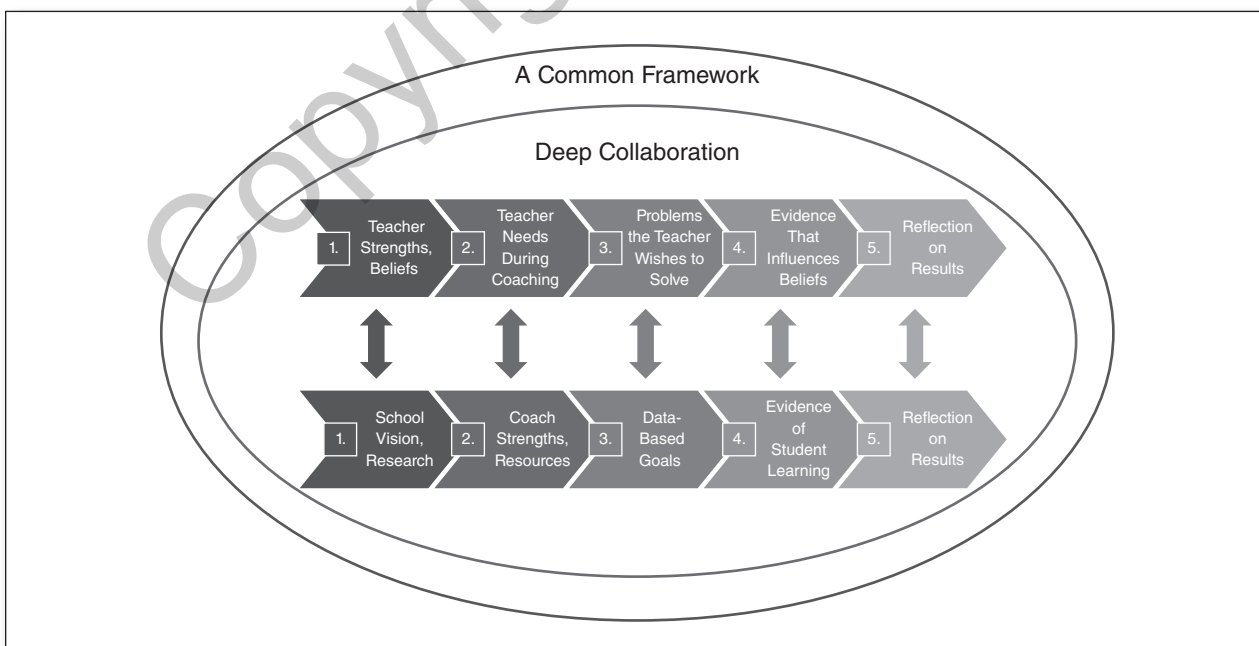 Copyrig
A Common Framework
Deep Collaboration
1.
Teacher
Strengths,
Beliefs
2.
Teacher
Needs
During
Coaching
3.
Problems
the Teacher
Wishes to
Solve
4.
Evidence
That
Influences
Beliefs
5.
Reflection
on
Results
1.
School
Vision,
Research
2.
Coach
Strengths,
Resources
3.
Data-
Based
Goals
4.
Evidence
of
Student
Learning
5.
Reflection
on
Results